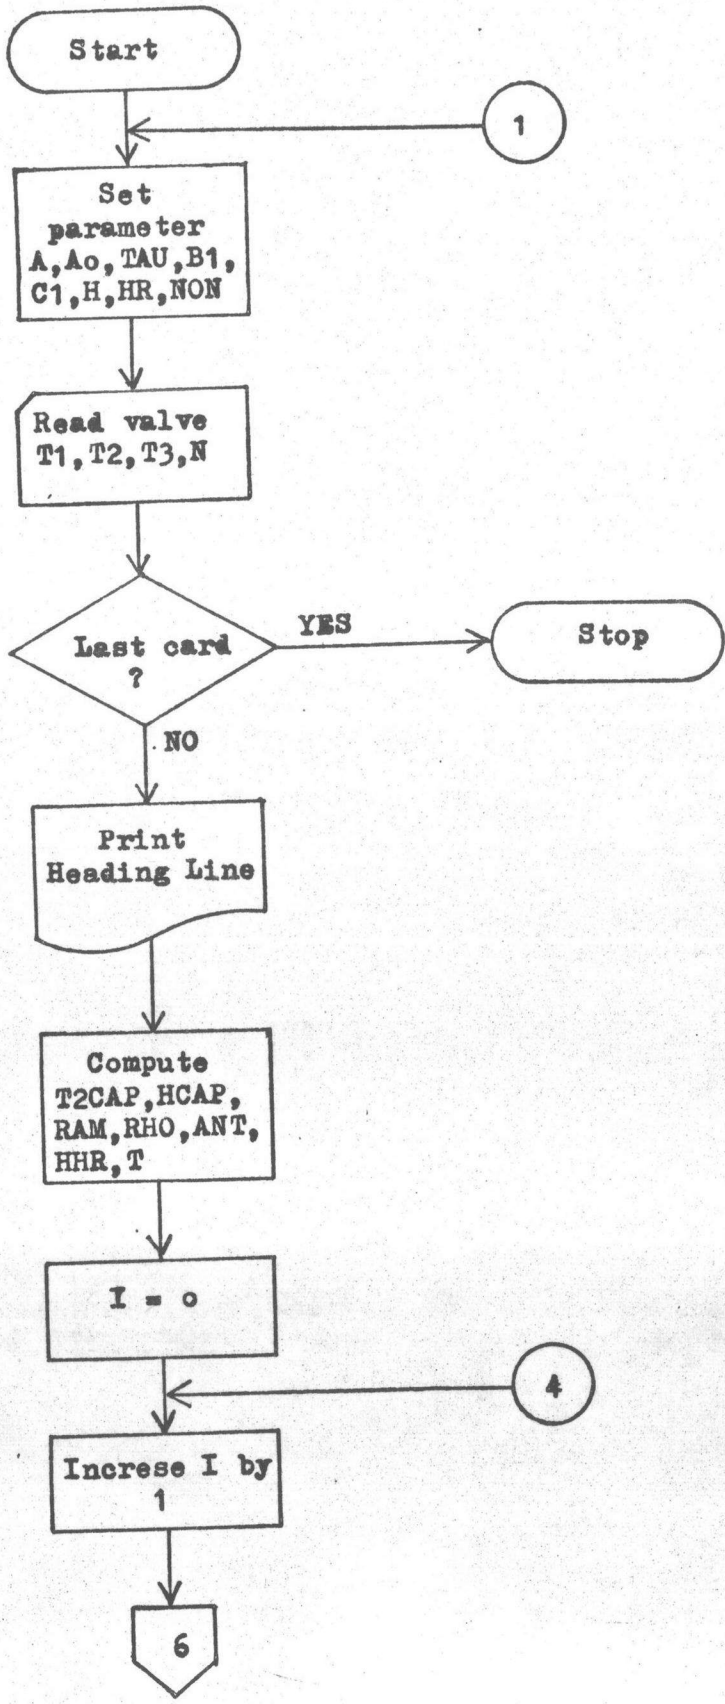 Start
1
Set
parameter
A,Ao,TAU,B1,
C1,H,HR,NON
Read valve
T1,T2,T3,N
Last card
?
YES
Stop
NO
Print
Heading Line
Compute
T2CAP,HCAP,
RAM,RHO,ANT,
HHR,T
I = o
4
Increse I by
1
6